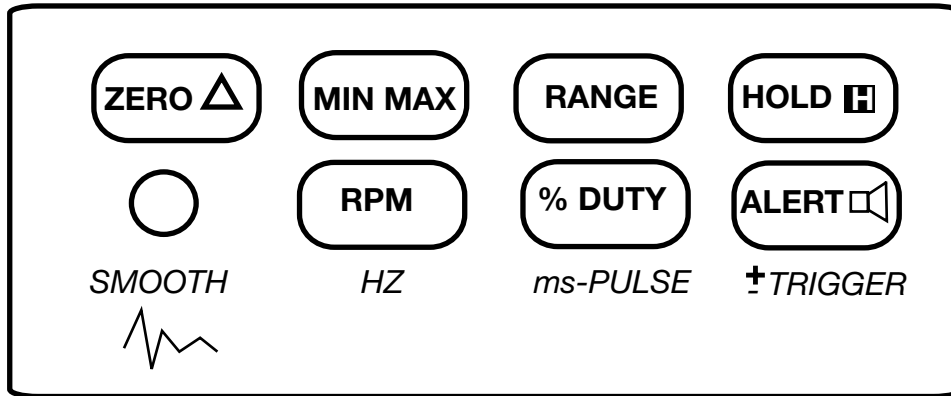 ZERO △ MIN MAX RANGE HOLD H
RPM % DUTY ALERT
SMOOTH HZ ms-PULSE ±TRIGGER